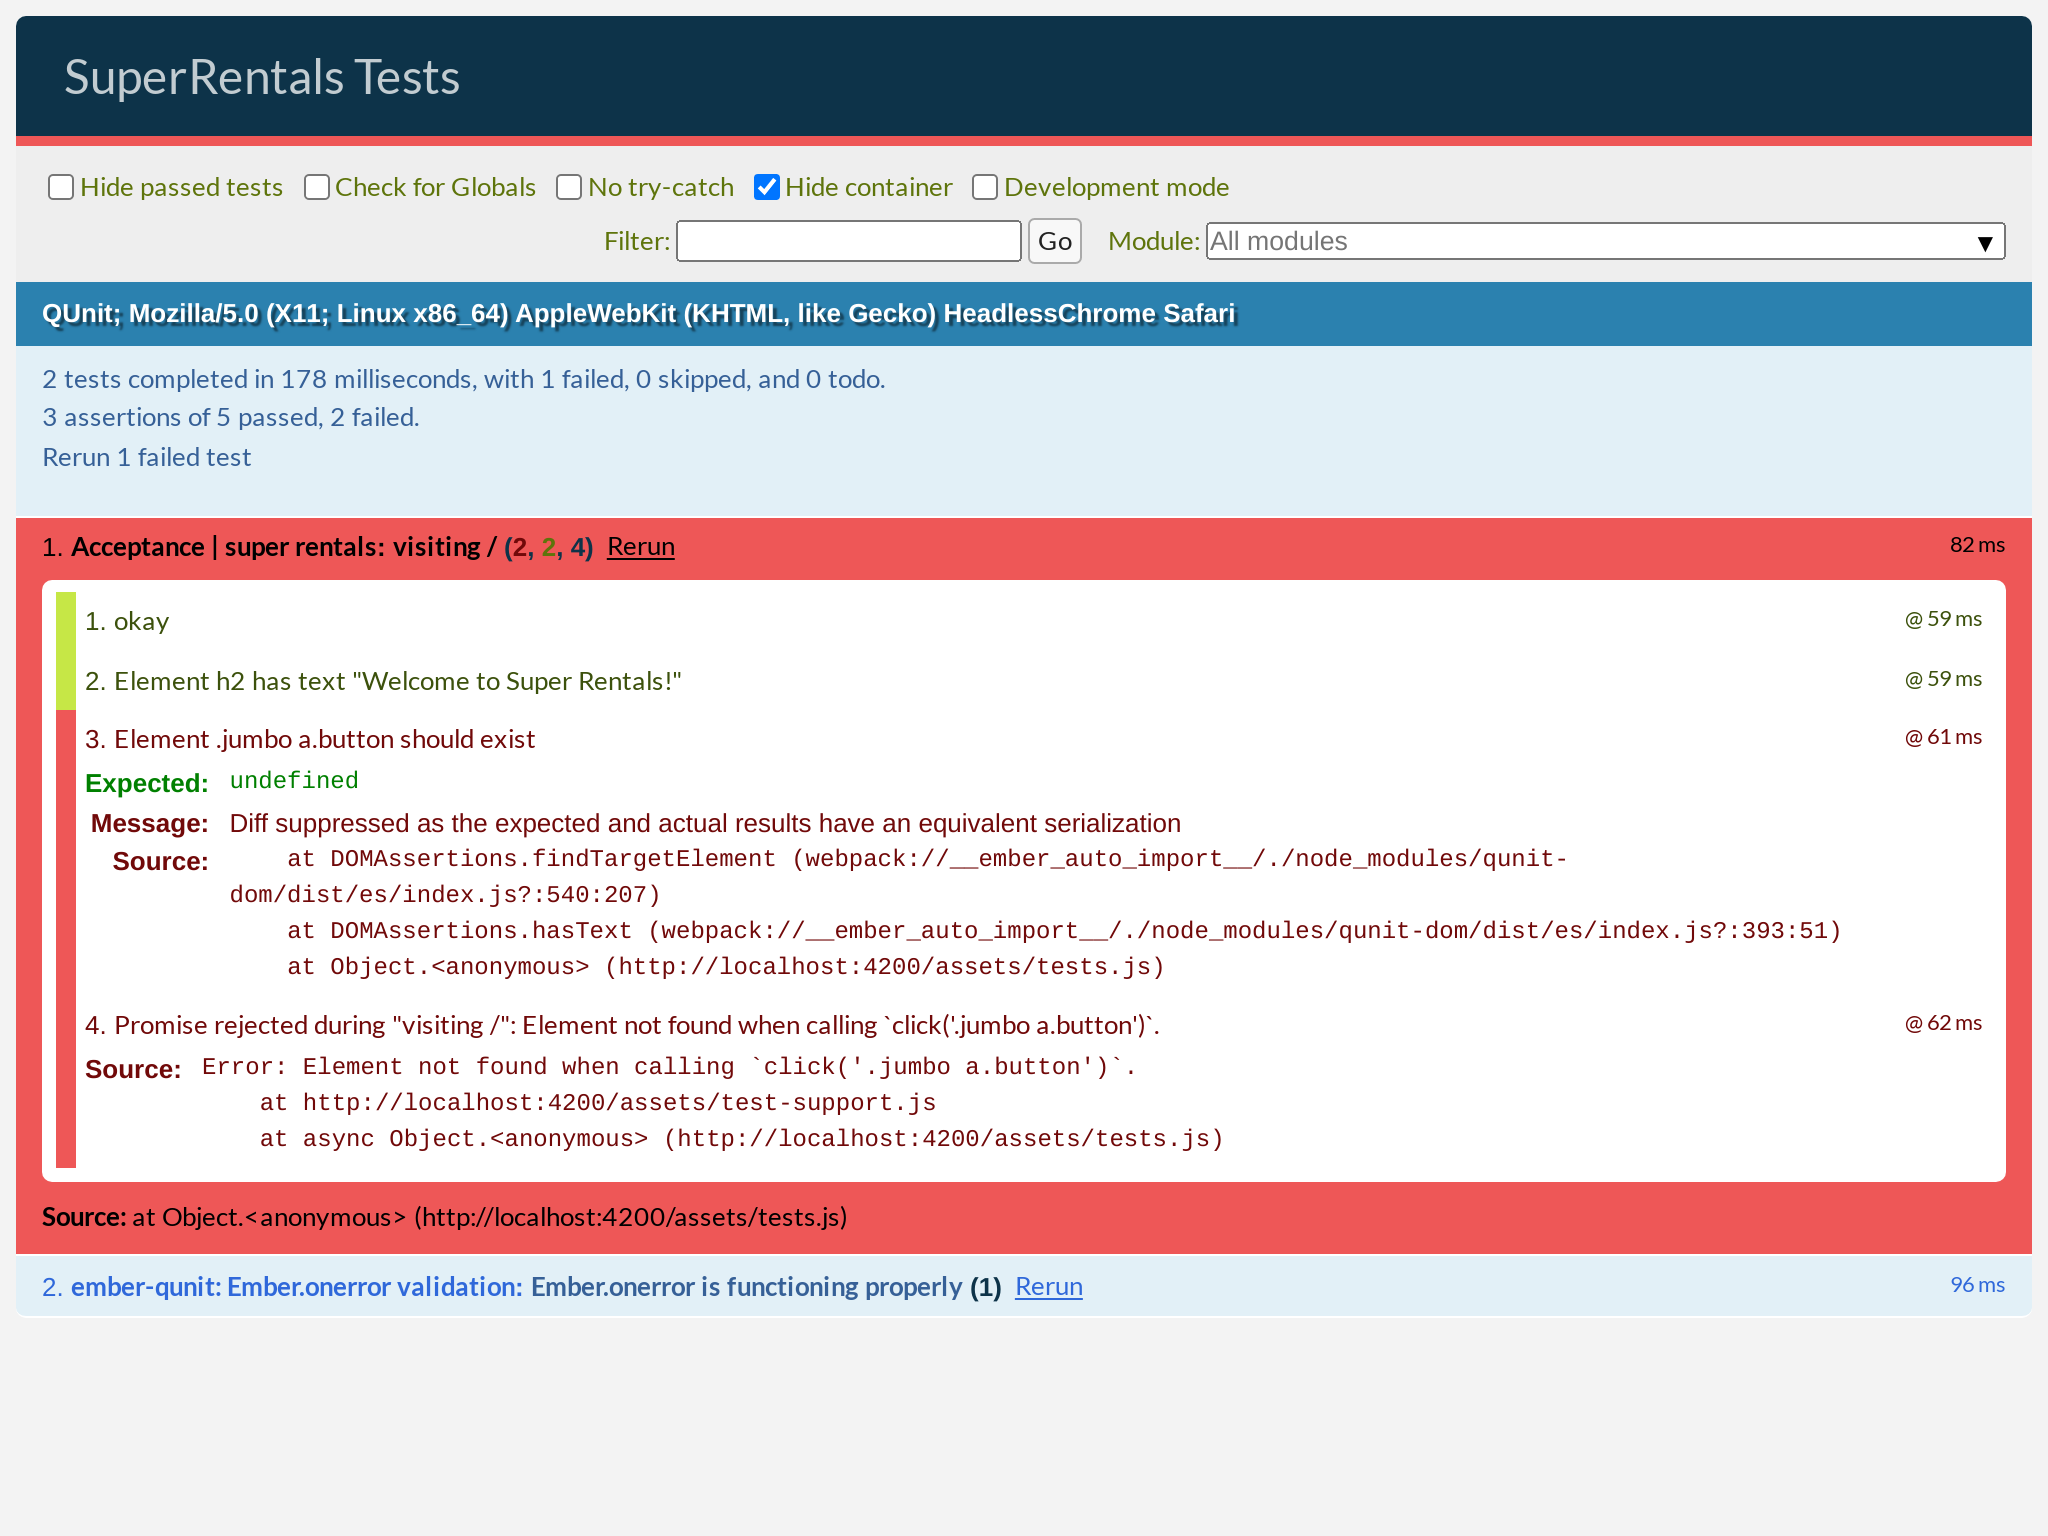 SuperRentals Tests
Hide passed tests Check for Globals No try-catch Hide container Development mode
Filter: Go Module: All modules ▼
QUnit; Mozilla/5.0 (X11; Linux x86_64) AppleWebKit (KHTML, like Gecko) HeadlessChrome Safari
2 tests completed in 178 milliseconds, with 1 failed, 0 skipped, and 0 todo.
3 assertions of 5 passed, 2 failed.
Rerun 1 failed test
1. Acceptance | super rentals: visiting / (2, 2, 4) Rerun 82 ms
1. okay @ 59 ms
2. Element h2 has text "Welcome to Super Rentals!" @ 59 ms
3. Element .jumbo a.button should exist @ 61 ms
Expected: undefined
Message: Diff suppressed as the expected and actual results have an equivalent serialization
Source: at DOMAssertions.findTargetElement (webpack://__ember_auto_import__/./node_modules/qunit-
dom/dist/es/index.js?:540:207)
at DOMAssertions.hasText (webpack://__ember_auto_import__/./node_modules/qunit-dom/dist/es/index.js?:393:51)
at Object.<anonymous> (http://localhost:4200/assets/tests.js)
4. Promise rejected during "visiting /": Element not found when calling `click('.jumbo a.button')`. @ 62 ms
Source: Error: Element not found when calling `click('.jumbo a.button')`.
at http://localhost:4200/assets/test-support.js
at async Object.<anonymous> (http://localhost:4200/assets/tests.js)
Source: at Object.<anonymous> (http://localhost:4200/assets/tests.js)
2. ember-qunit: Ember.onerror validation: Ember.onerror is functioning properly (1) Rerun 96 ms